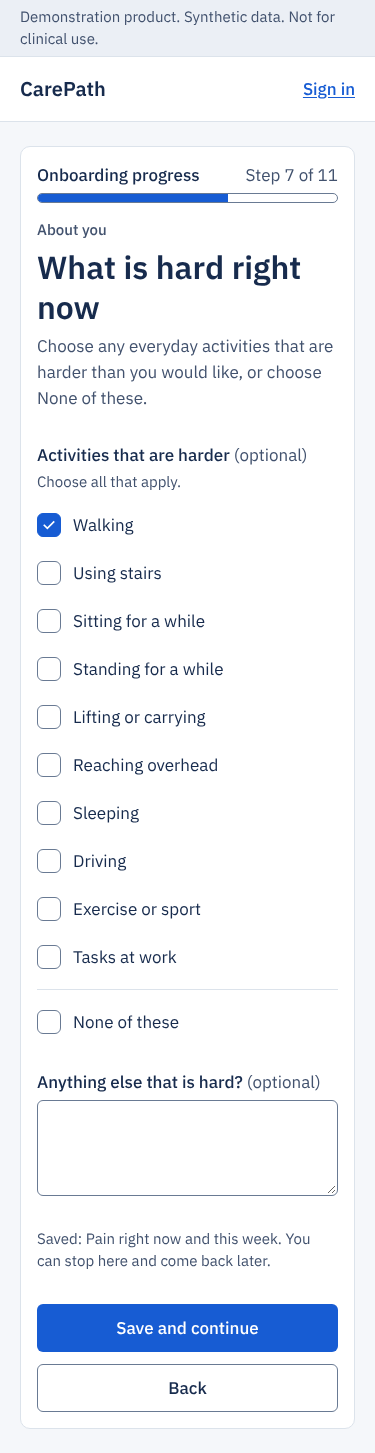 Demonstration product. Synthetic data. Not for
clinical use.
CarePath
Sign in
Onboarding progress
Step 7 of 11
About you
What is hard right
now
Choose any everyday activities that are
harder than you would like, or choose
None of these.
Activities that are harder (optional)
Choose all that apply.
Walking
Using stairs
Sitting for a while
Standing for a while
Lifting or carrying
Reaching overhead
Sleeping
Driving
Exercise or sport
Tasks at work
None of these
Anything else that is hard? (optional)
Saved: Pain right now and this week. You
can stop here and come back later.
Save and continue
Back